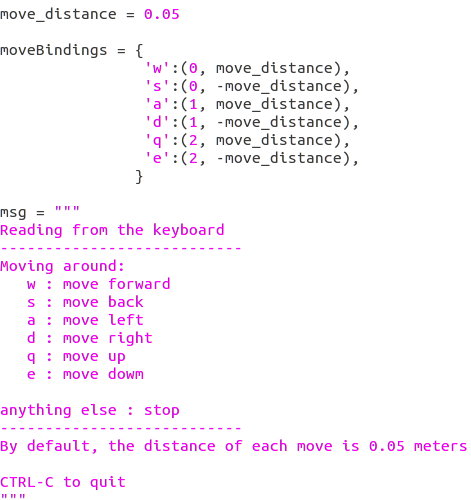 move_distance = 0.05

moveBindings = {
                'w':(0, move_distance),
                's':(0, -move_distance),
                'a':(1, move_distance),
                'd':(1, -move_distance),
                'q':(2, move_distance),
                'e':(2, -move_distance),
               }

msg = """
Reading from the keyboard
---------------------------
Moving around:
   w : move forward
   s : move back
   a : move left
   d : move right
   q : move up
   e : move dowm

anything else : stop
---------------------------
By default, the distance of each move is 0.05 meters

CTRL-C to quit
"""